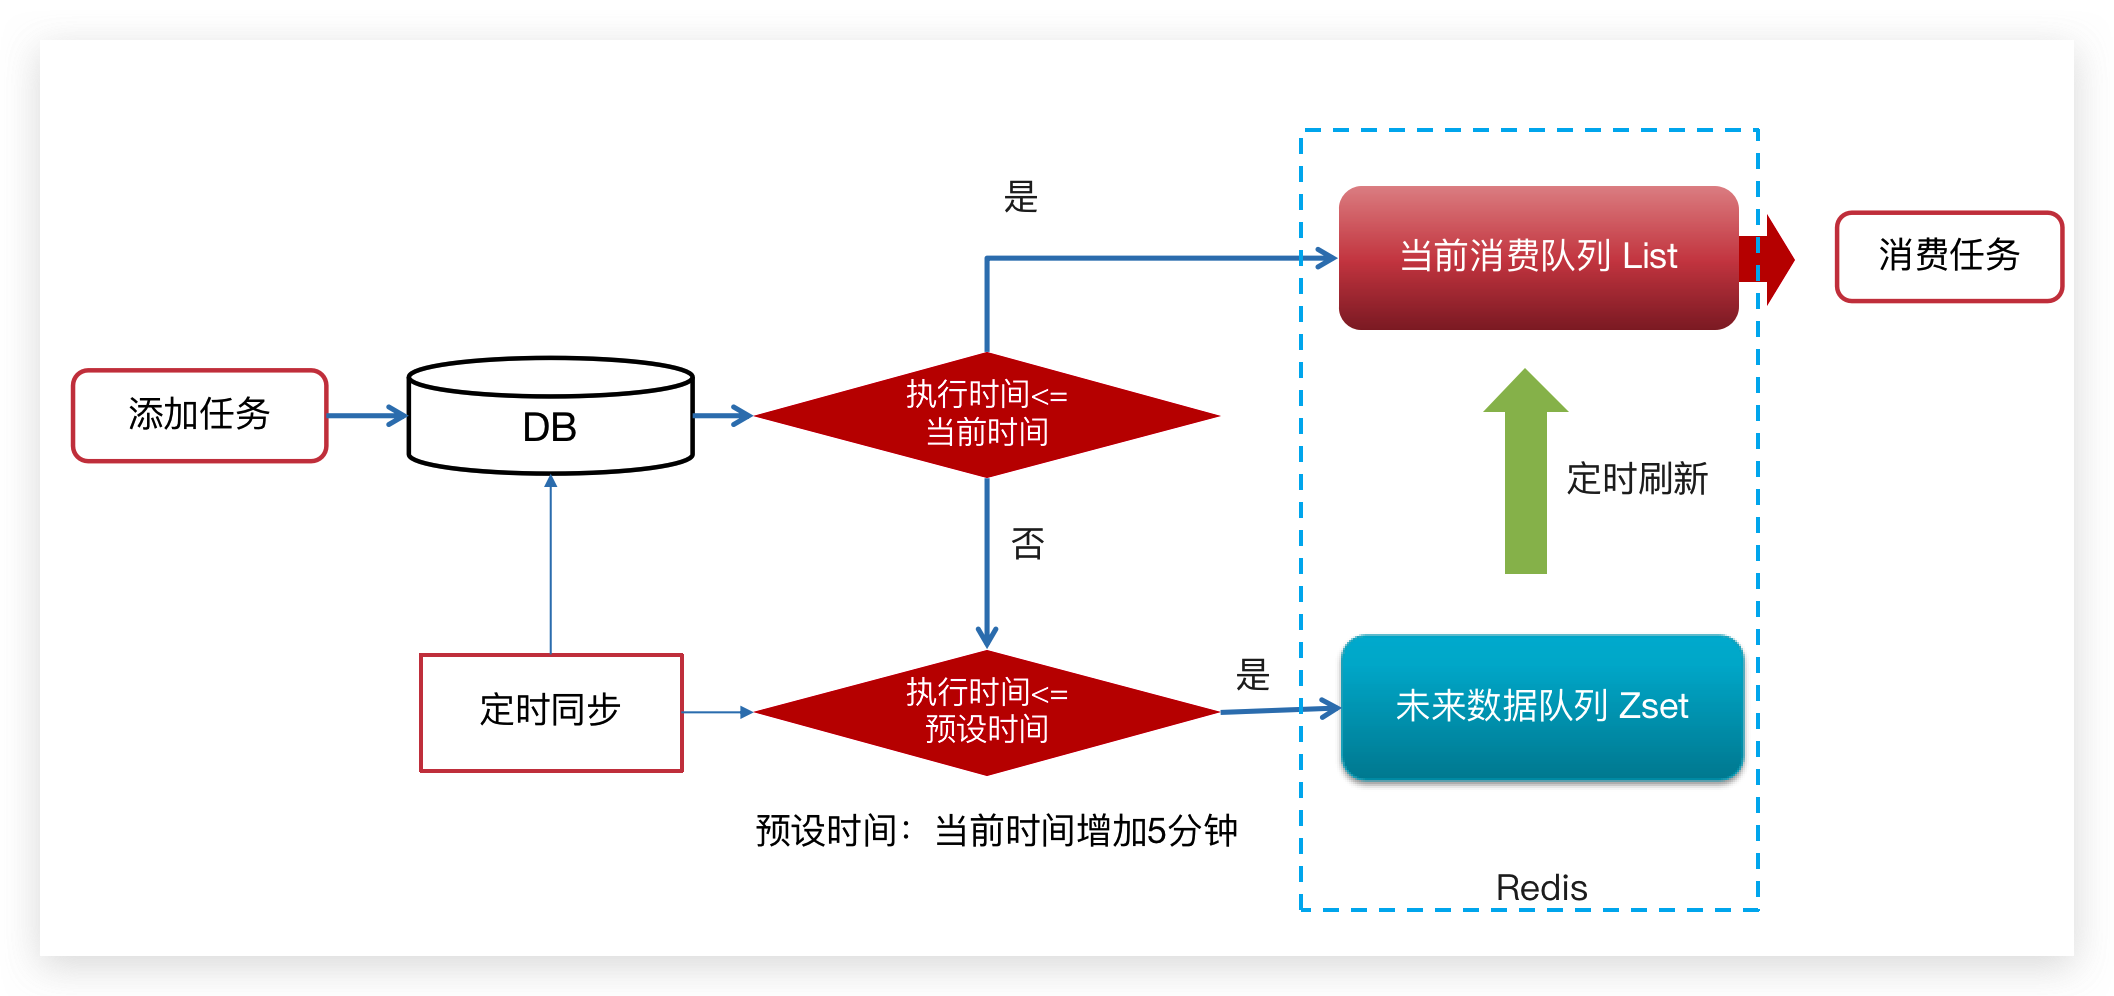 是
当前消费队列 List
消费任务
添加任务
DB
执行时间<=
当前时间
定时刷新
否
定时同步
执行时间<=
预设时间
是
未来数据队列 Zset
预设时间：当前时间增加5分钟
Redis